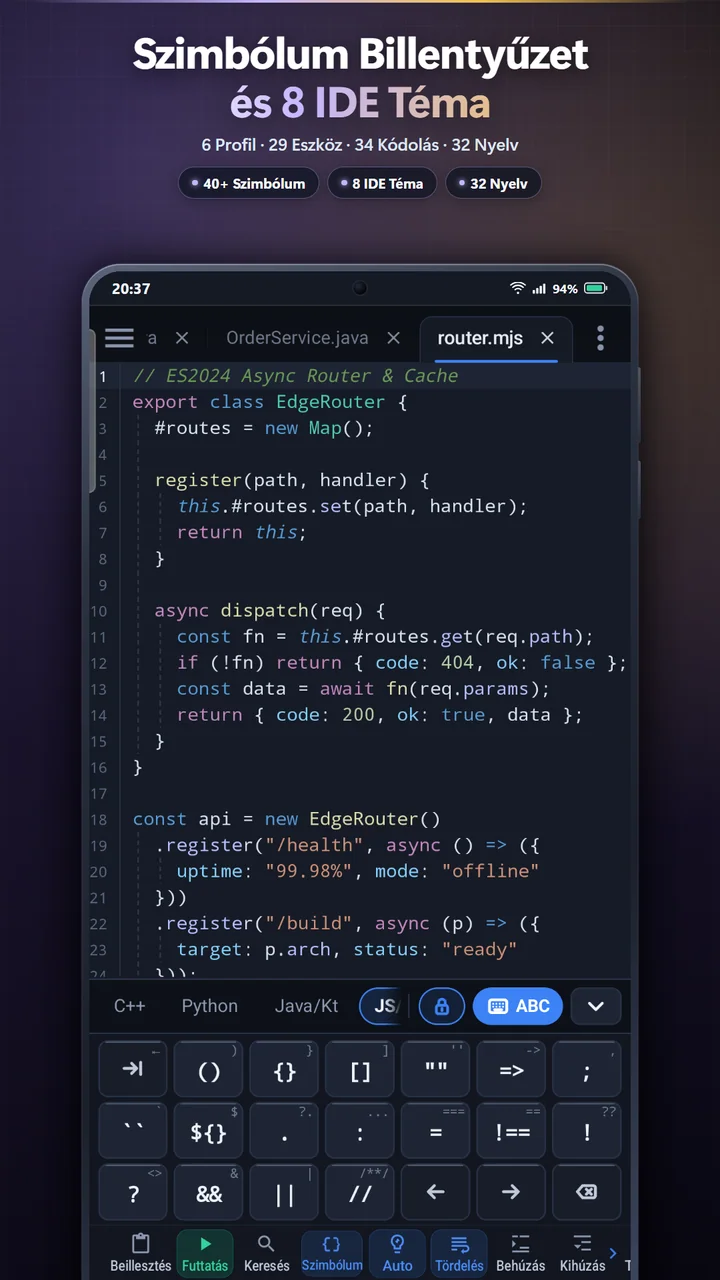 Szimbólum Billentyűzet
és 8 IDE Téma
6 Profil · 29 Eszköz · 34 Kódolás · 32 Nyelv
40+ Szimbólum
8 IDE Téma
32 Nyelv
20:37
94%
a
OrderService.java
router.mjs
1 // ES2024 Async Router & Cache
2 export class EdgeRouter {
3   #routes = new Map();
4
5   register(path, handler) {
6     this.#routes.set(path, handler);
7     return this;
8   }
9
10   async dispatch(req) {
11     const fn = this.#routes.get(req.path);
12     if (!fn) return { code: 404, ok: false };
13     const data = await fn(req.params);
14     return { code: 200, ok: true, data };
15   }
16 }
17
18 const api = new EdgeRouter()
19   .register("/health", async () => ({
20     uptime: "99.98%", mode: "offline"
21   }))
22   .register("/build", async (p) => ({
23     target: p.arch, status: "ready"
24   }));
C++ Python Java/Kt JS/ ABC
← ) } ] '' -> ,
() {} [] "" => ;
` $ ?. ... === == ??
`` ${} . : = !== !
<> & | /**/
? && || // ← →
Beillesztés Futtatás Keresés Szimbólum Auto Tördelés Behúzás Kihúzás T